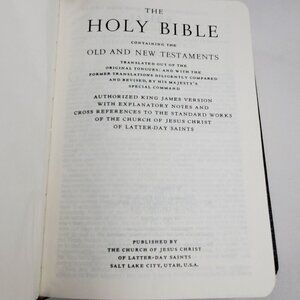 THE
HOLY BIBLE
CONTAINING THE
OLD AND NEW TESTAMENTS
TRANSLATED OUT OF THE
ORIGINAL TONGUES: AND WITH THE
FORMER TRANSLATIONS DILIGENTLY COMPARED
AND REVISED, BY HIS MAJESTY'S
SPECIAL COMMAND
AUTHORIZED KING JAMES VERSION
WITH EXPLANATORY NOTES AND
CROSS REFERENCES TO THE STANDARD WORKS
OF THE CHURCH OF JESUS CHRIST
OF LATTER-DAY SAINTS
PUBLISHED BY
THE CHURCH OF JESUS CHRIST
OF LATTER-DAY SAINTS
SALT LAKE CITY, UTAH, U.S.A.